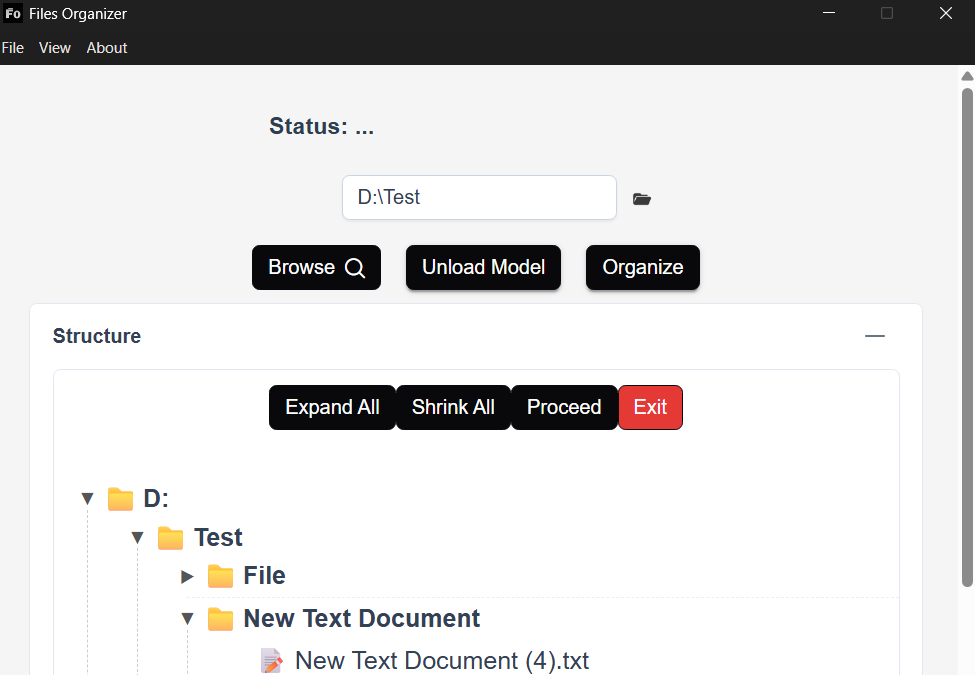 Fo Files Organizer
File View About
Status: ...
D:\Test
Browse Unload Model Organize
Structure
Expand All Shrink All Proceed Exit
D:
Test
File
New Text Document
New Text Document (4).txt